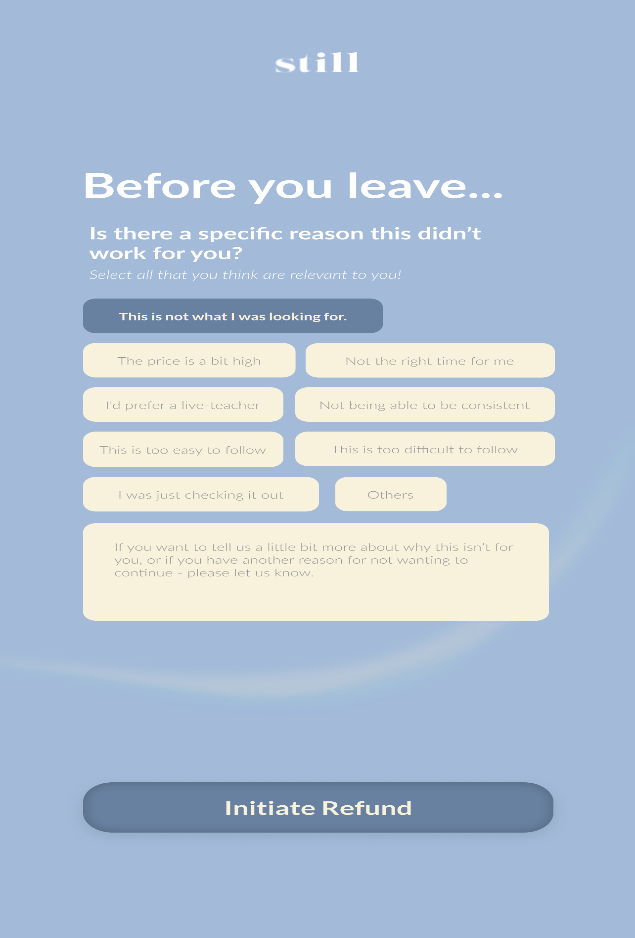 still
Before you leave...
Is there a specific reason this didn't
work for you?
Select all that you think are relevant to you!
This is not what I was looking for.
The price is a bit high
Not the right time for me
I'd prefer a live-teacher
Not being able to be consistent
This is too easy to follow
This is too difficult to follow
I was just checking it out
Others
If you want to tell us a little bit more about why this isn't for
you, or if you have another reason for not wanting to
continue - please let us know.
Initiate Refund